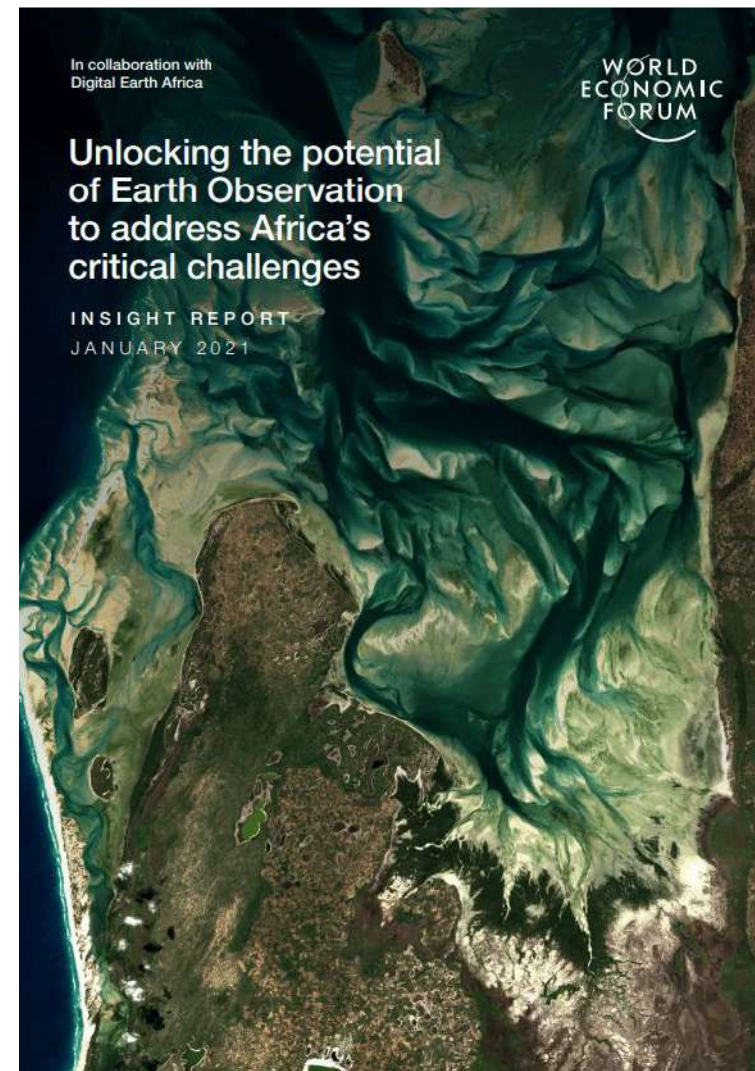 In collaboration with
Digital Earth Africa
WORLD
ECONOMIC
FORUM
Unlocking the potential
of Earth Observation
to address Africa's
critical challenges
INSIGHT REPORT
JANUARY 2021